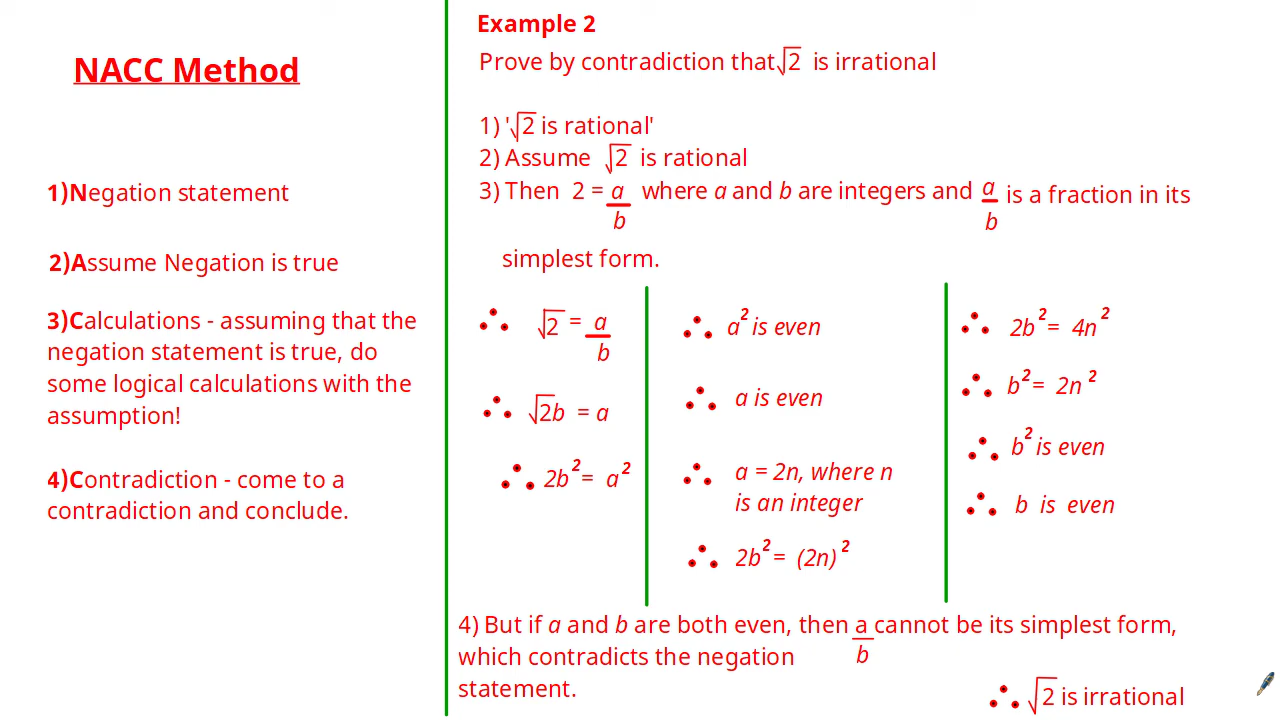 NACC Method
1)Negation statement
2)Assume Negation is true
3)Calculations - assuming that the
negation statement is true, do
some logical calculations with the
assumption!
4)Contradiction - come to a
contradiction and conclude.
Example 2
Prove by contradiction that √2 is irrational
1) '√2 is rational'
2) Assume √2 is rational
3) Then 2 = a/b where a and b are integers and a/b is a fraction in its
simplest form.
∴ √2 = a/b
∴ √2b = a
∴ 2b² = a²
∴ a² is even
∴ a is even
∴ a = 2n, where n
is an integer
∴ 2b² = (2n)²
∴ 2b² = 4n²
∴ b² = 2n²
∴ b² is even
∴ b is even
4) But if a and b are both even, then a/b cannot be its simplest form,
which contradicts the negation
statement.
∴ √2 is irrational